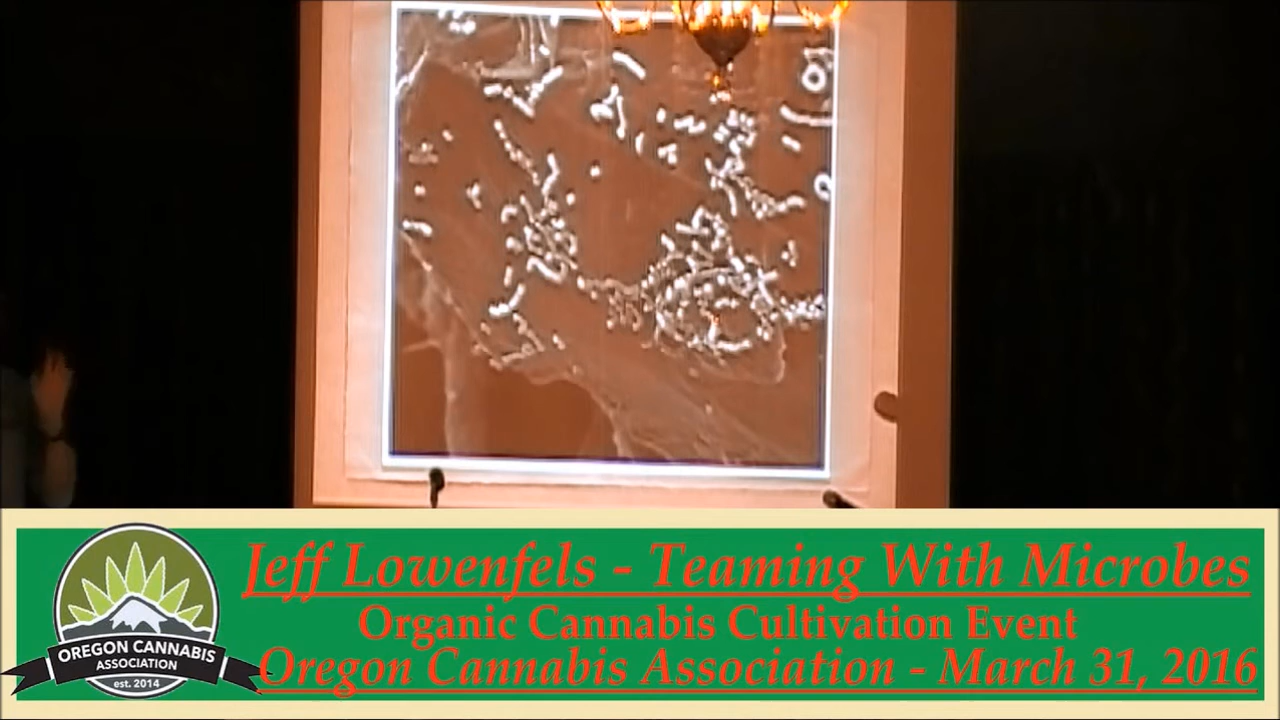 Jeff Lowenfels - Teaming With Microbes
Organic Cannabis Cultivation Event
Oregon Cannabis Association - March 31, 2016
OREGON CANNABIS
ASSOCIATION
est. 2014